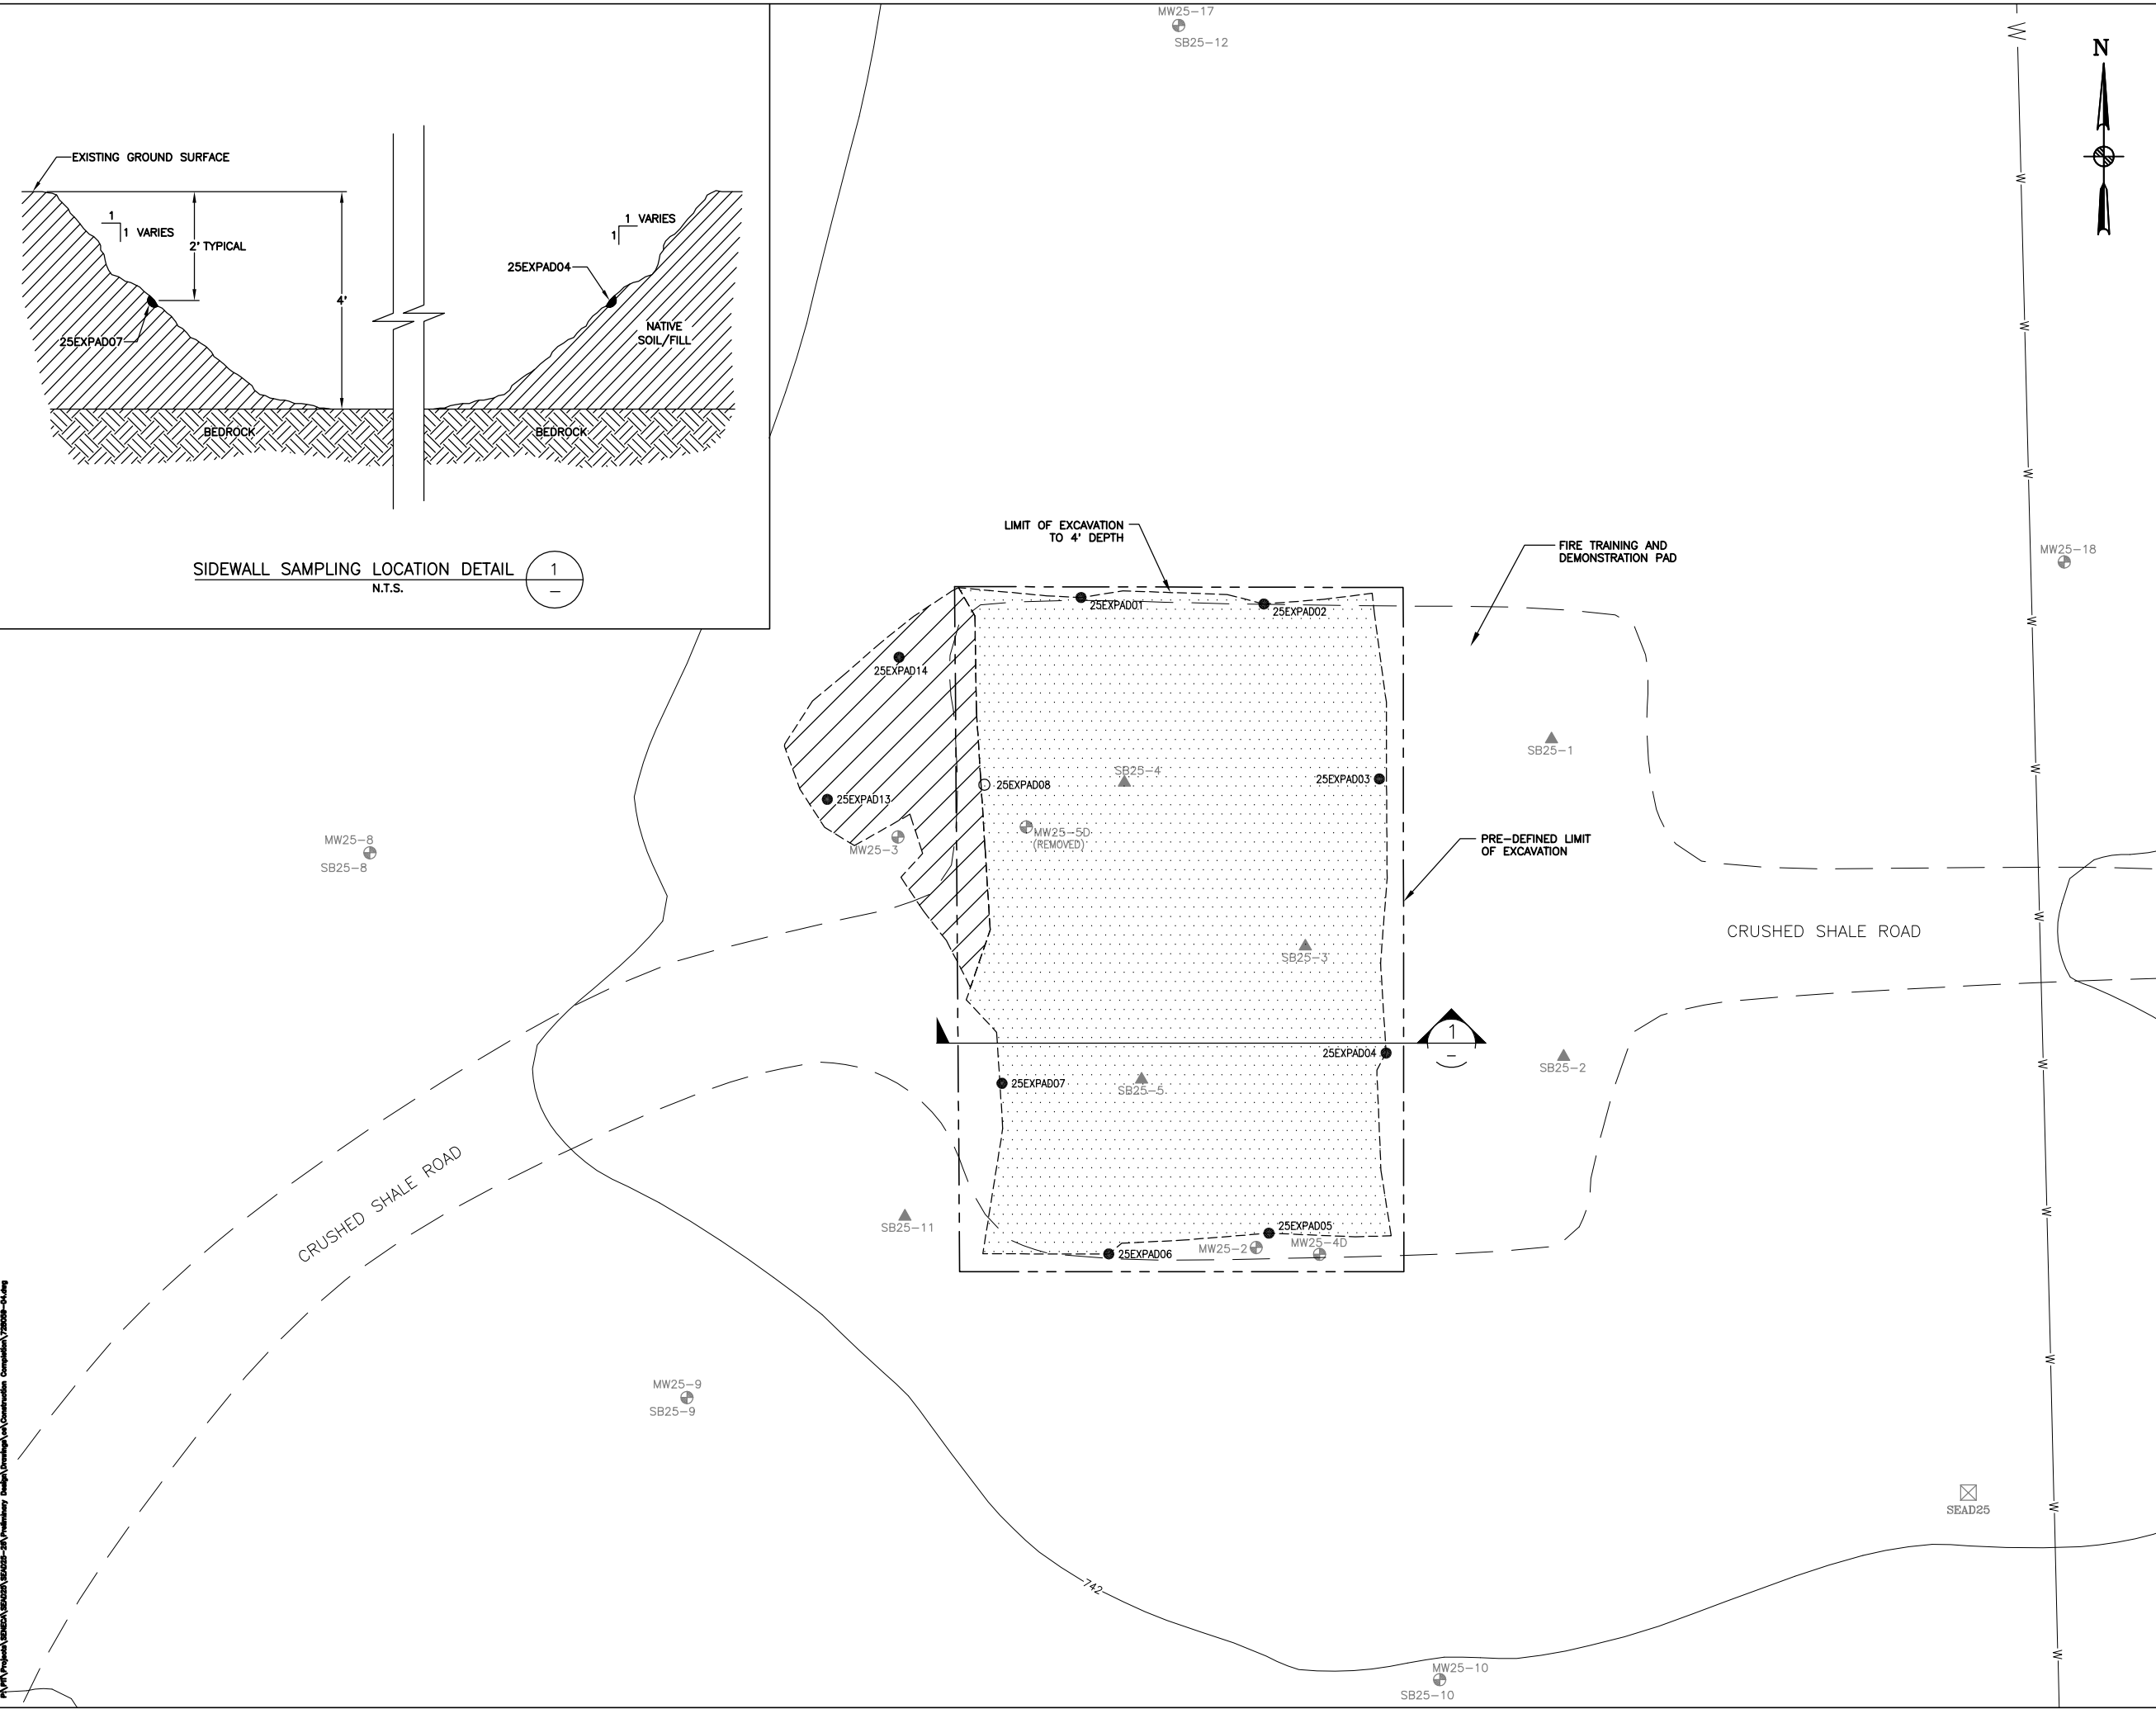 EXISTING GROUND SURFACE
1
1 VARIES
2' TYPICAL
4'
25EXPAD07
1 VARIES
1
25EXPAD04
NATIVE
SOIL/FILL
BEDROCK
BEDROCK
SIDEWALL SAMPLING LOCATION DETAIL
N.T.S.
1
MW25-17
SB25-12
N
W
W
W
W
W
W
W
W
W
W
W
W
W
MW25-18
LIMIT OF EXCAVATION
TO 4' DEPTH
FIRE TRAINING AND
DEMONSTRATION PAD
25EXPAD01
25EXPAD02
25EXPAD14
SB25-1
SB25-4
25EXPAD03
25EXPAD08
25EXPAD13
MW25-5D
(REMOVED)
MW25-3
MW25-8
SB25-8
PRE-DEFINED LIMIT
OF EXCAVATION
CRUSHED SHALE ROAD
SB25-3
1
25EXPAD04
SB25-2
25EXPAD07
SB25-5
CRUSHED SHALE ROAD
SB25-11
25EXPAD05
MW25-2
MW25-4D
25EXPAD06
MW25-9
SB25-9
SEAD25
742
MW25-10
SB25-10